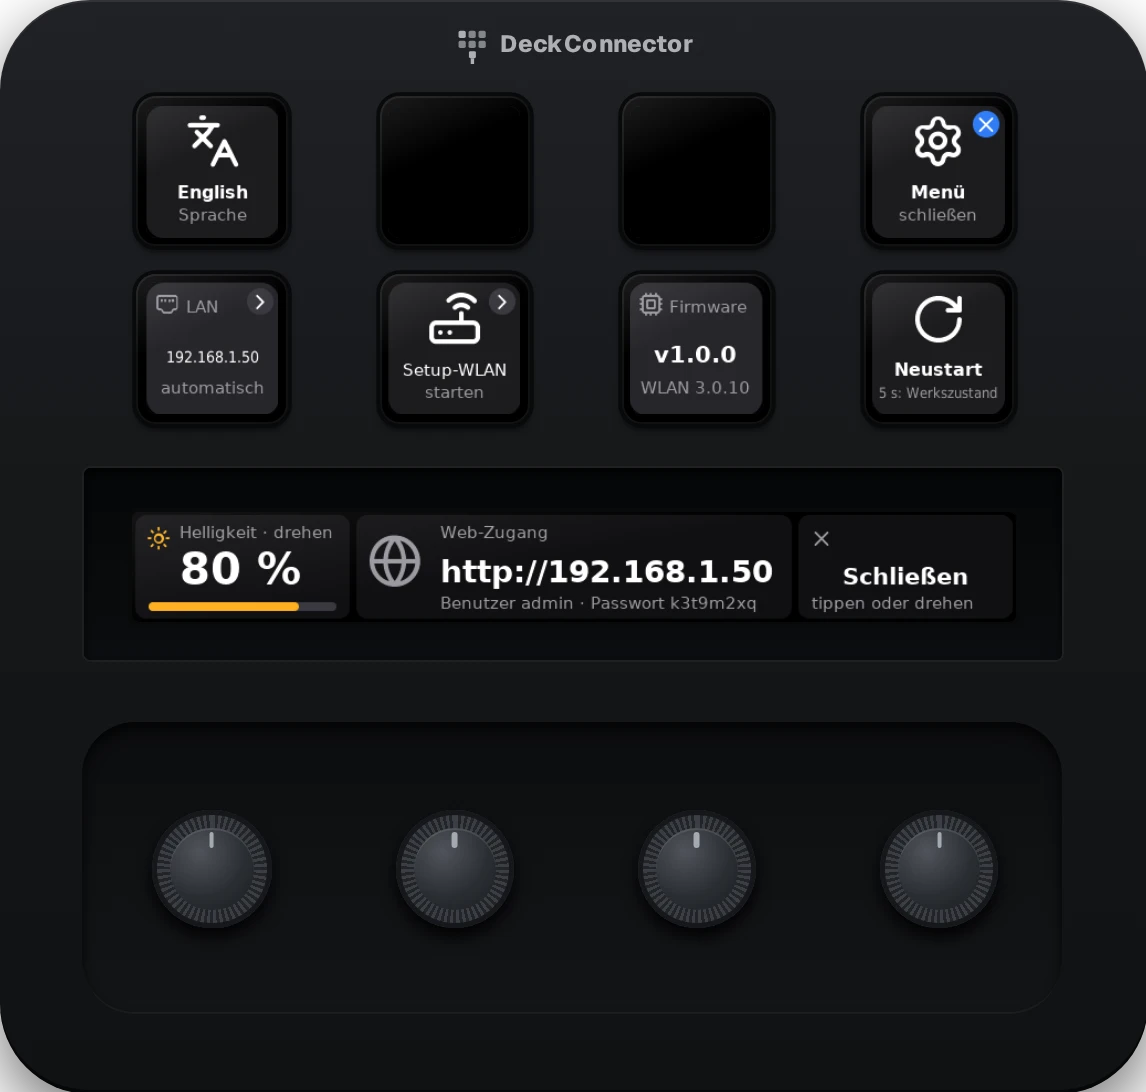 DeckConnector
English
Sprache
Menü
schließen
LAN
192.168.1.50
automatisch
Setup-WLAN
starten
Firmware
v1.0.0
WLAN 3.0.10
Neustart
5 s: Werkszustand
Helligkeit · drehen
80 %
Web-Zugang
http://192.168.1.50
Benutzer admin · Passwort k3t9m2xq
Schließen
tippen oder drehen